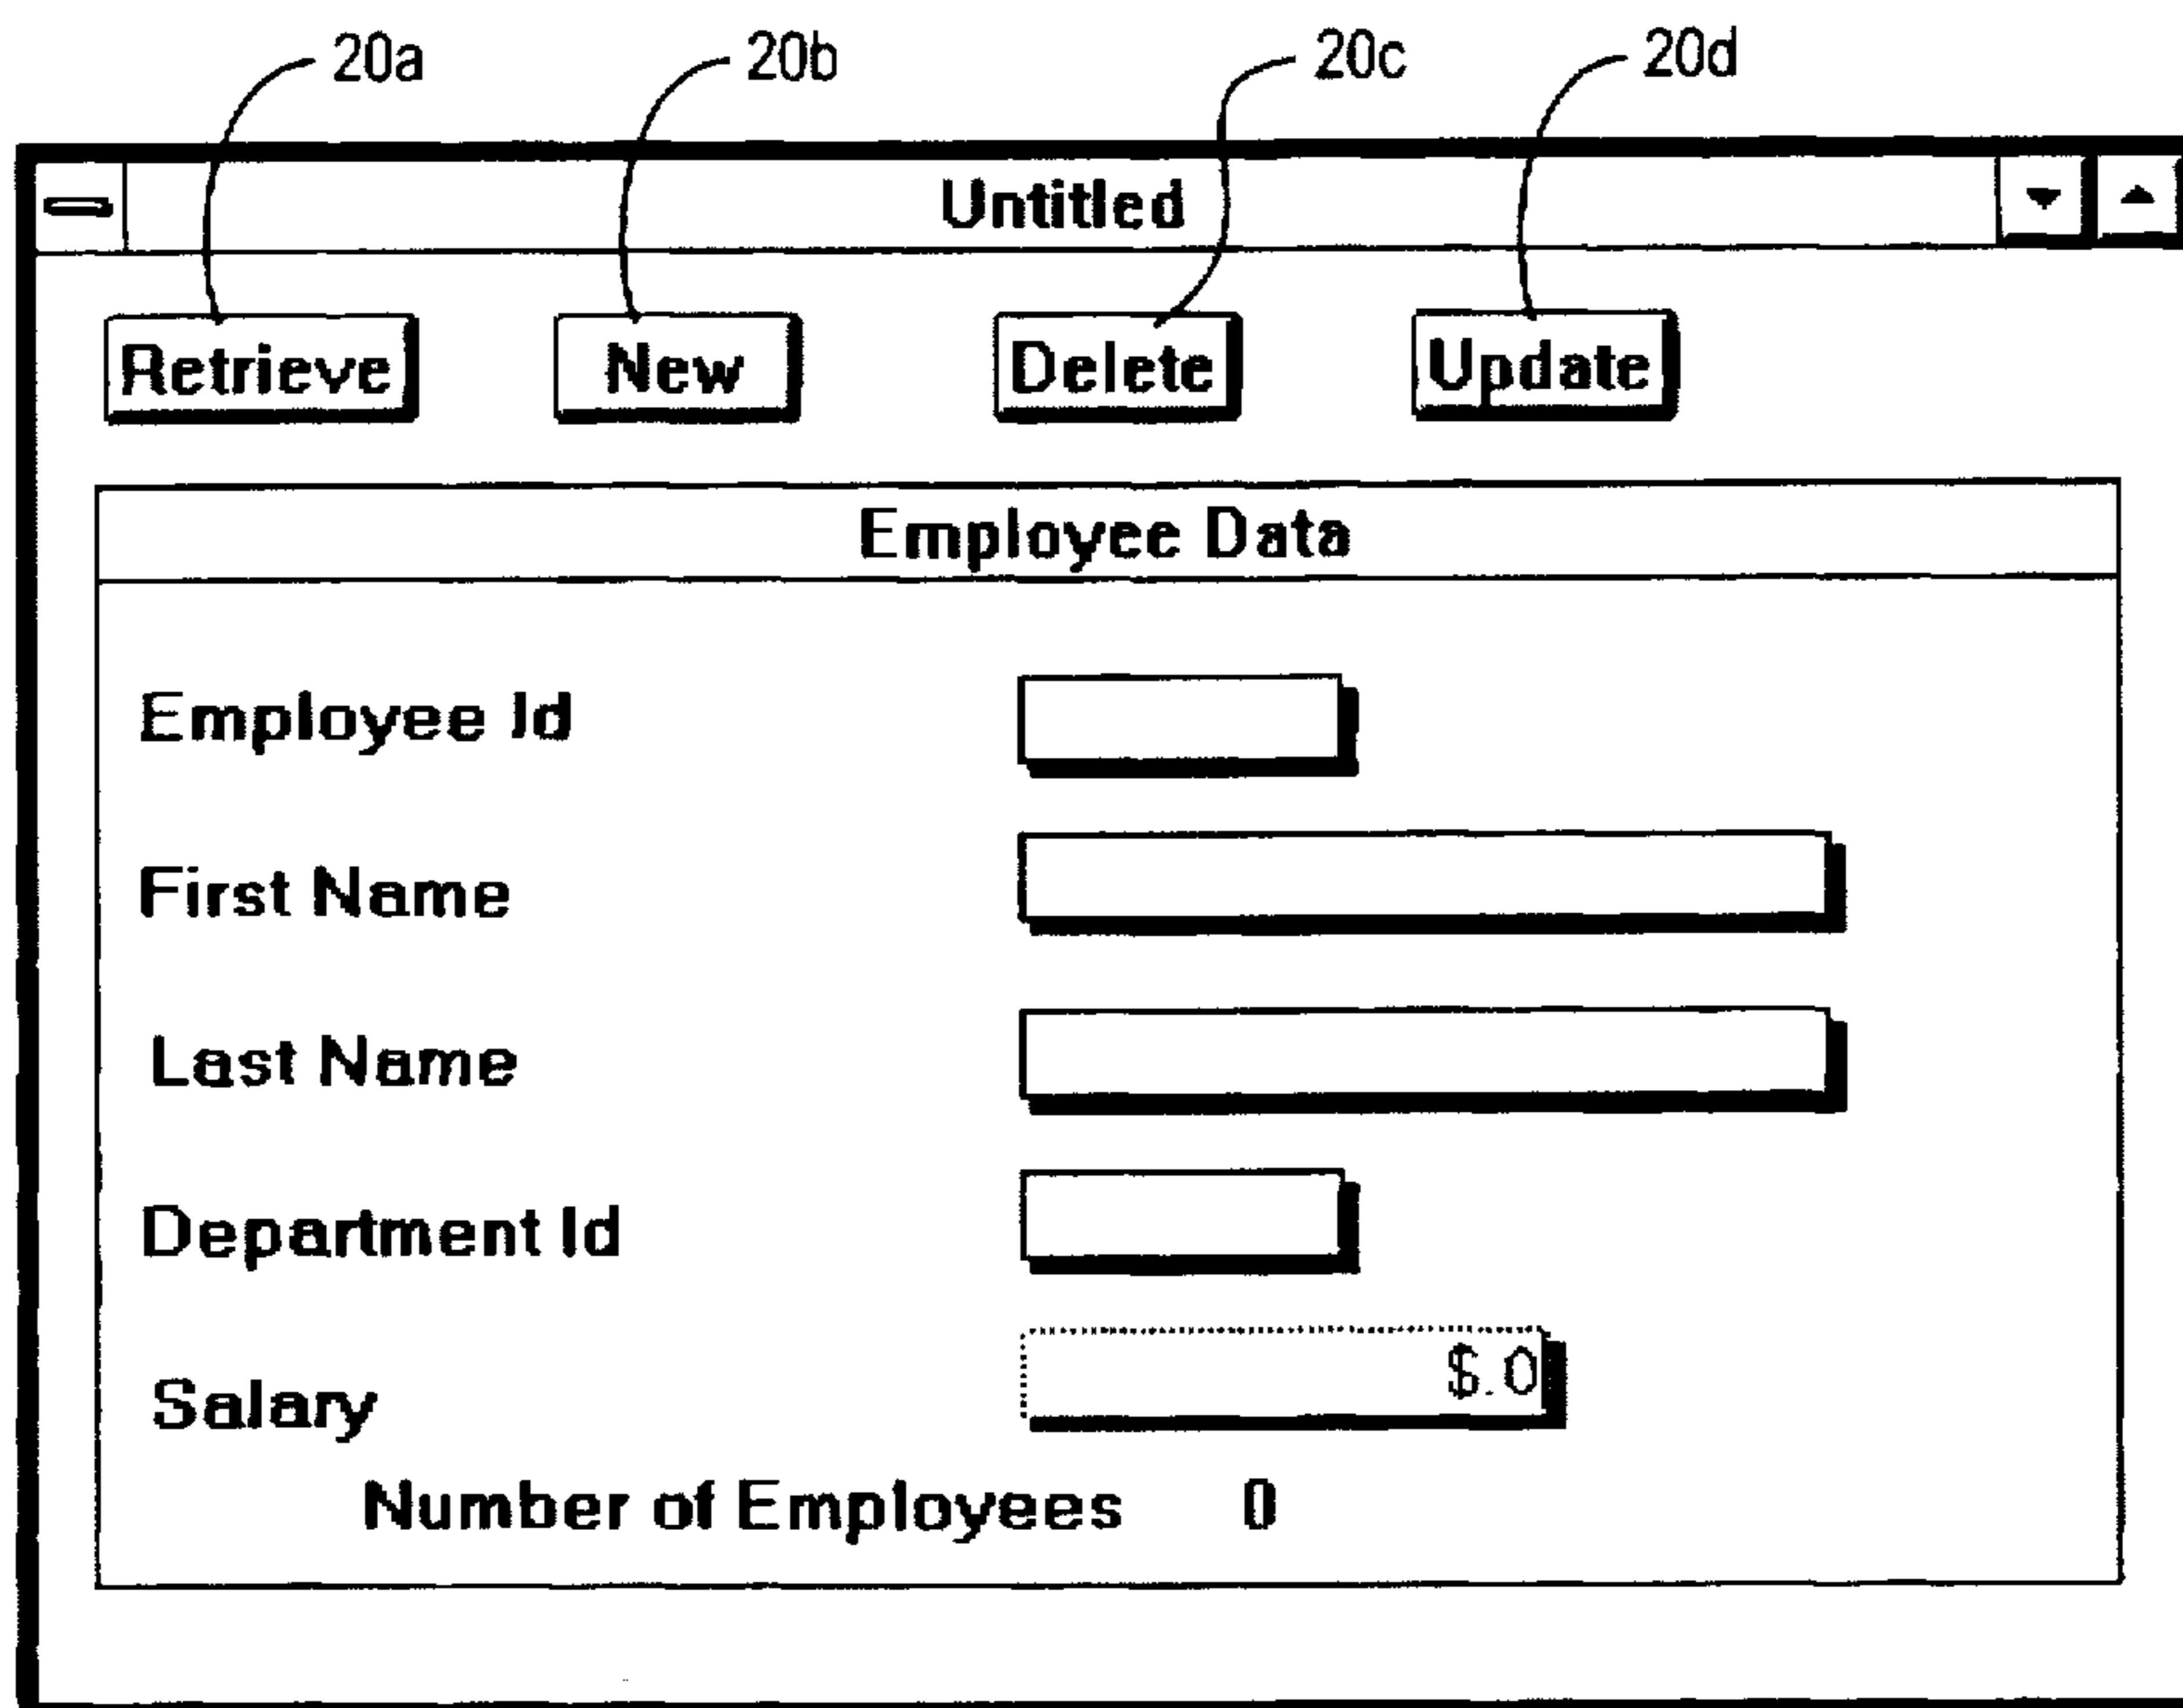 20a 20b 20c 20d
Untitled
Retrieve New Delete Update
Employee Data
Employee Id
First Name
Last Name
Department Id
Salary $.0
Number of Employees 0